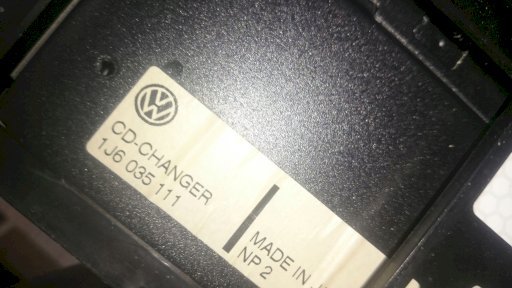 CD-CHANGER
1J6 035 111
MADE IN
NP 2